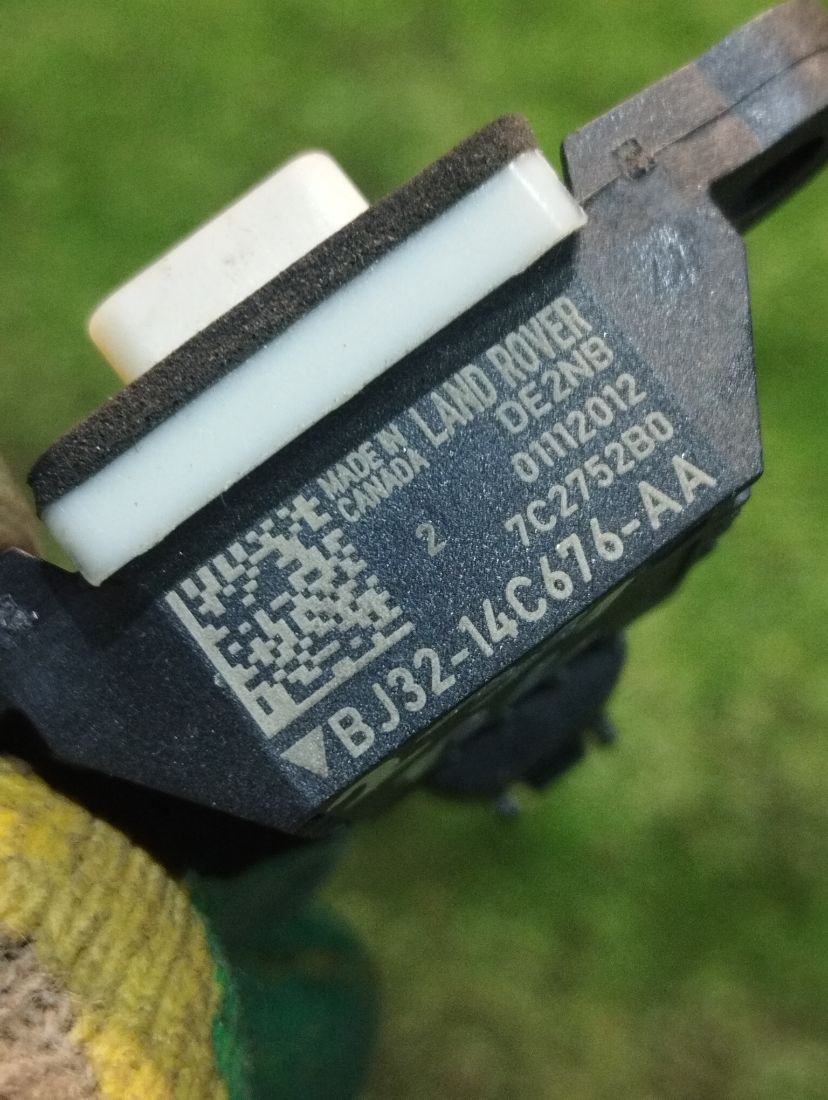 MADE IN
CANADA
LAND ROVER
DE2NB
01112012
2 7C2752B0
BJ32-14C676-AA